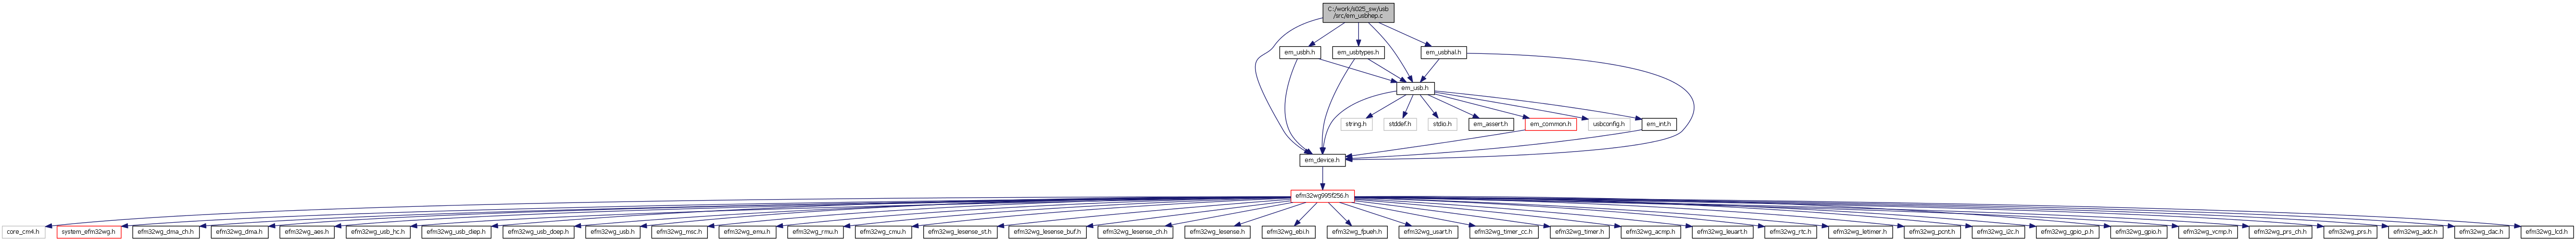 C:/work/s025_sw/usb
/src/em_usbhep.c
em_usbh.h
em_usbtypes.h
em_usbhal.h
em_usb.h
string.h
stddef.h
stdio.h
em_assert.h
em_common.h
usbconfig.h
em_int.h
em_device.h
efm32wg995f256.h
core_cm4.h
system_efm32wg.h
efm32wg_dma_ch.h
efm32wg_dma.h
efm32wg_aes.h
efm32wg_usb_hc.h
efm32wg_usb_diep.h
efm32wg_usb_doep.h
efm32wg_usb.h
efm32wg_msc.h
efm32wg_emu.h
efm32wg_rmu.h
efm32wg_cmu.h
efm32wg_lesense_st.h
efm32wg_lesense_buf.h
efm32wg_lesense_ch.h
efm32wg_lesense.h
efm32wg_ebi.h
efm32wg_fpueh.h
efm32wg_usart.h
efm32wg_timer_cc.h
efm32wg_timer.h
efm32wg_acmp.h
efm32wg_leuart.h
efm32wg_rtc.h
efm32wg_letimer.h
efm32wg_pcnt.h
efm32wg_i2c.h
efm32wg_gpio_p.h
efm32wg_gpio.h
efm32wg_vcmp.h
efm32wg_prs_ch.h
efm32wg_prs.h
efm32wg_adc.h
efm32wg_dac.h
efm32wg_lcd.h